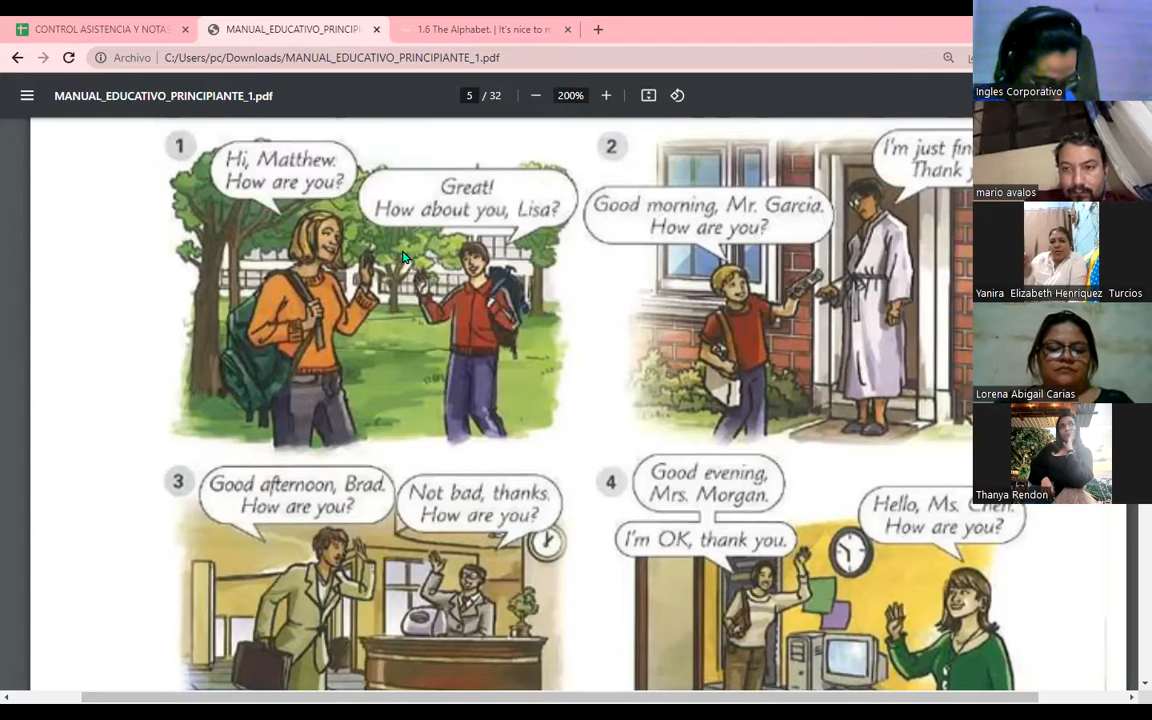 CONTROL ASISTENCIA Y NOTAS
MANUAL_EDUCATIVO_PRINCIPI
1.6 The Alphabet. | It's nice to
Archivo
C:/Users/pc/Downloads/MANUAL_EDUCATIVO_PRINCIPIANTE_1.pdf
MANUAL_EDUCATIVO_PRINCIPIANTE_1.pdf
5 / 32
200%
1
Hi, Matthew.
How are you?
Great!
How about you, Lisa?
2
Good morning, Mr. Garcia.
How are you?
I'm just
Thank
3
Good afternoon, Brad.
How are you?
Not bad, thanks.
How are you?
4
Good evening,
Mrs. Morgan.
I'm OK, thank you.
Hello, Ms. Chen.
How are you?
Ingles Corporativo
mario avalos
Yanira Elizabeth Henriquez Turcios
Lorena Abigail Carias
Thanya Rendon